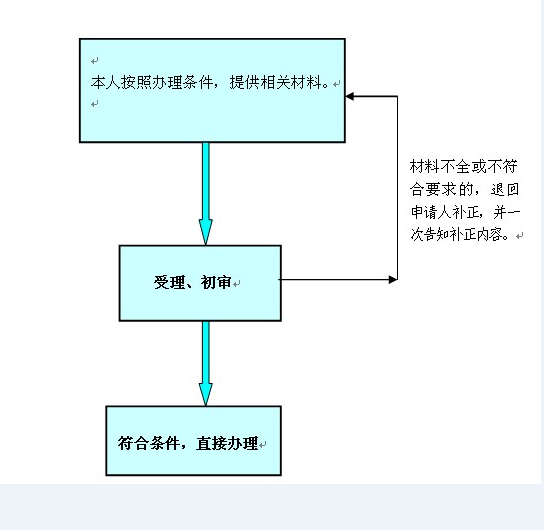 本人按照办理条件，提供相关材料。
材料不全或不符
合要求的，退回
申请人补正，并一
次告知补正内容。
受理、初审
符合条件，直接办理